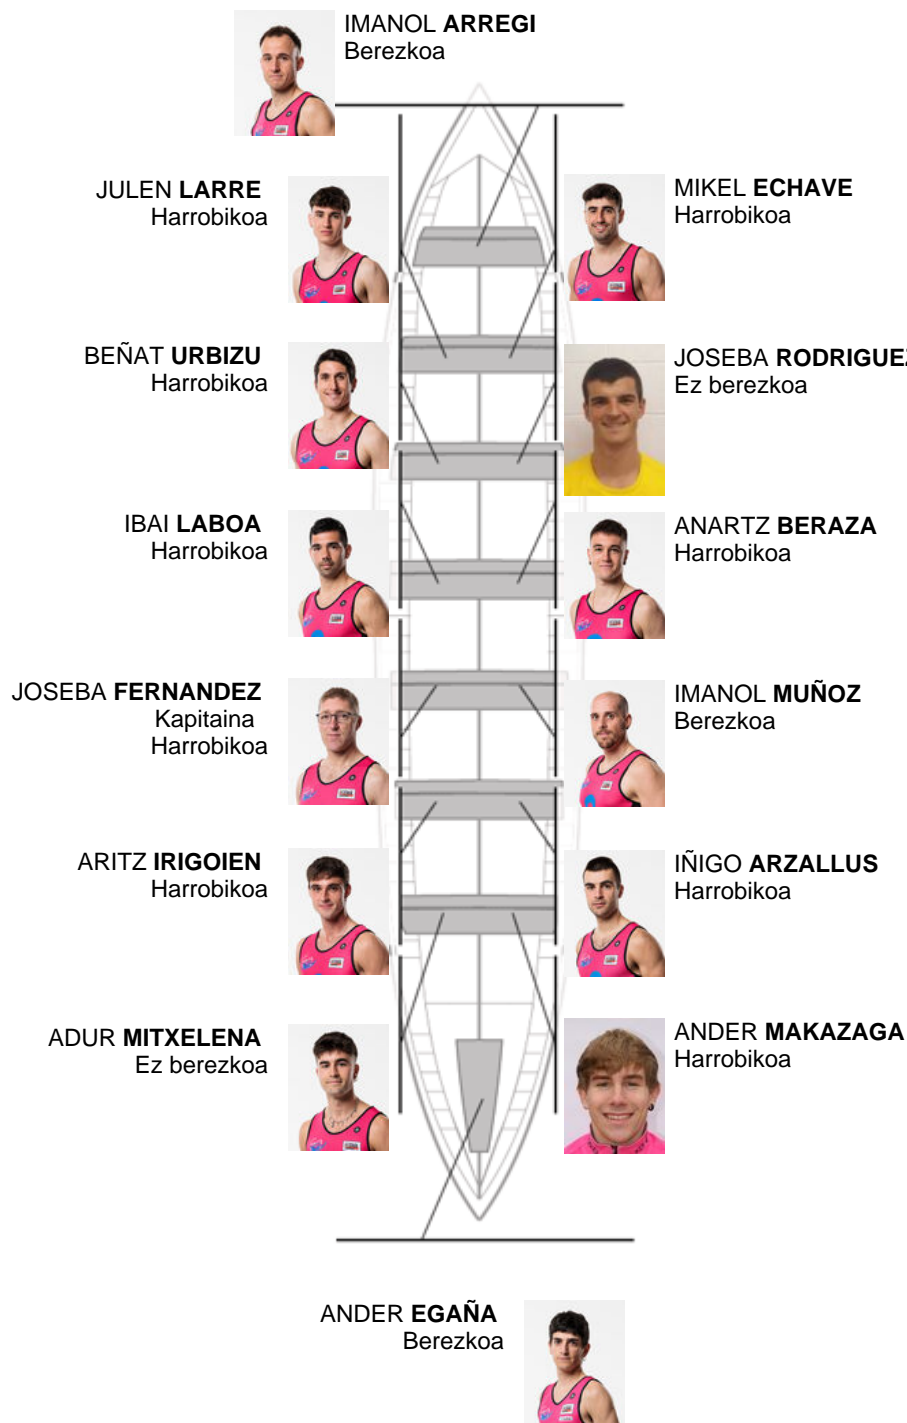 IMANOL ARREGI
Berezkoa
JULEN LARRE
Harrobikoa
MIKEL ECHAVE
Harrobikoa
BEÑAT URBIZU
Harrobikoa
JOSEBA RODRIGUEZ
Ez berezkoa
IBAI LABOA
Harrobikoa
ANARTZ BERAZA
Harrobikoa
JOSEBA FERNANDEZ
Kapitaina
Harrobikoa
IMANOL MUÑOZ
Berezkoa
ARITZ IRIGOIEN
Harrobikoa
IÑIGO ARZALLUS
Harrobikoa
ADUR MITXELENA
Ez berezkoa
ANDER MAKAZAGA
Harrobikoa
ANDER EGAÑA
Berezkoa